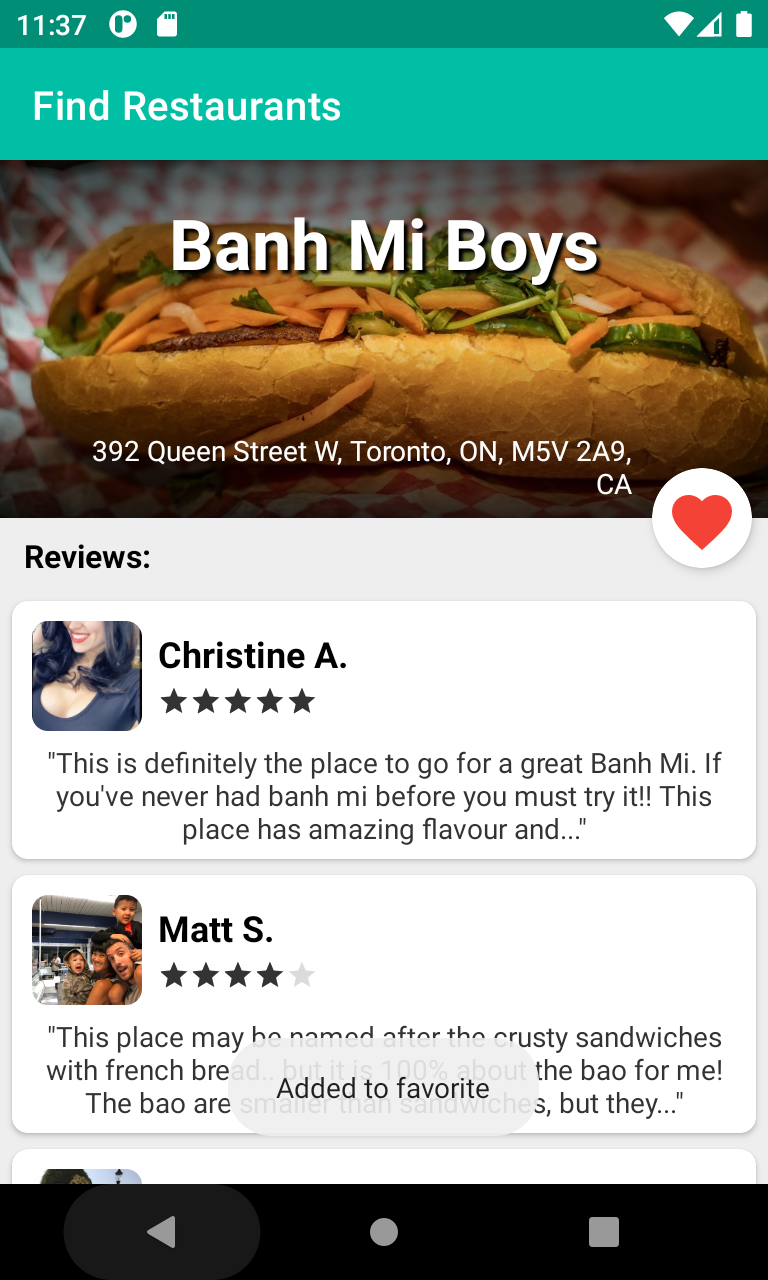 11:37
Find Restaurants
Banh Mi Boys
392 Queen Street W, Toronto, ON, M5V 2A9,
CA
Reviews:
Christine A.
"This is definitely the place to go for a great Banh Mi. If
you've never had banh mi before you must try it!! This
place has amazing flavour and..."
Matt S.
"This place may be named after the crusty sandwiches
with french bread.. but it is 100% about the bao for me!
The bao are smaller than sandwiches, but they..."
Added to favorite